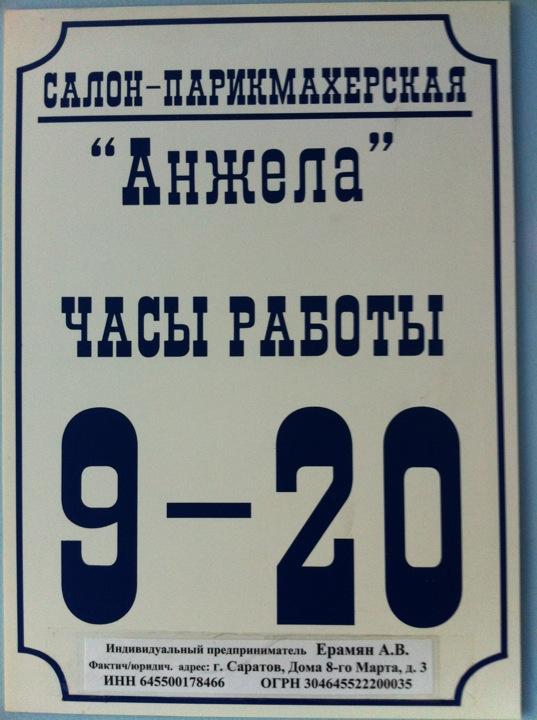 САЛОН-ПАРИКМАХЕРСКАЯ
"Анжела"
ЧАСЫ РАБОТЫ
9-20
Индивидуальный предприниматель Ерамян А.В.
Фактич/юридич. адрес: г. Саратов, Дома 8-го Марта, д. 3
ИНН 645500178466 ОГРН 304645522200035